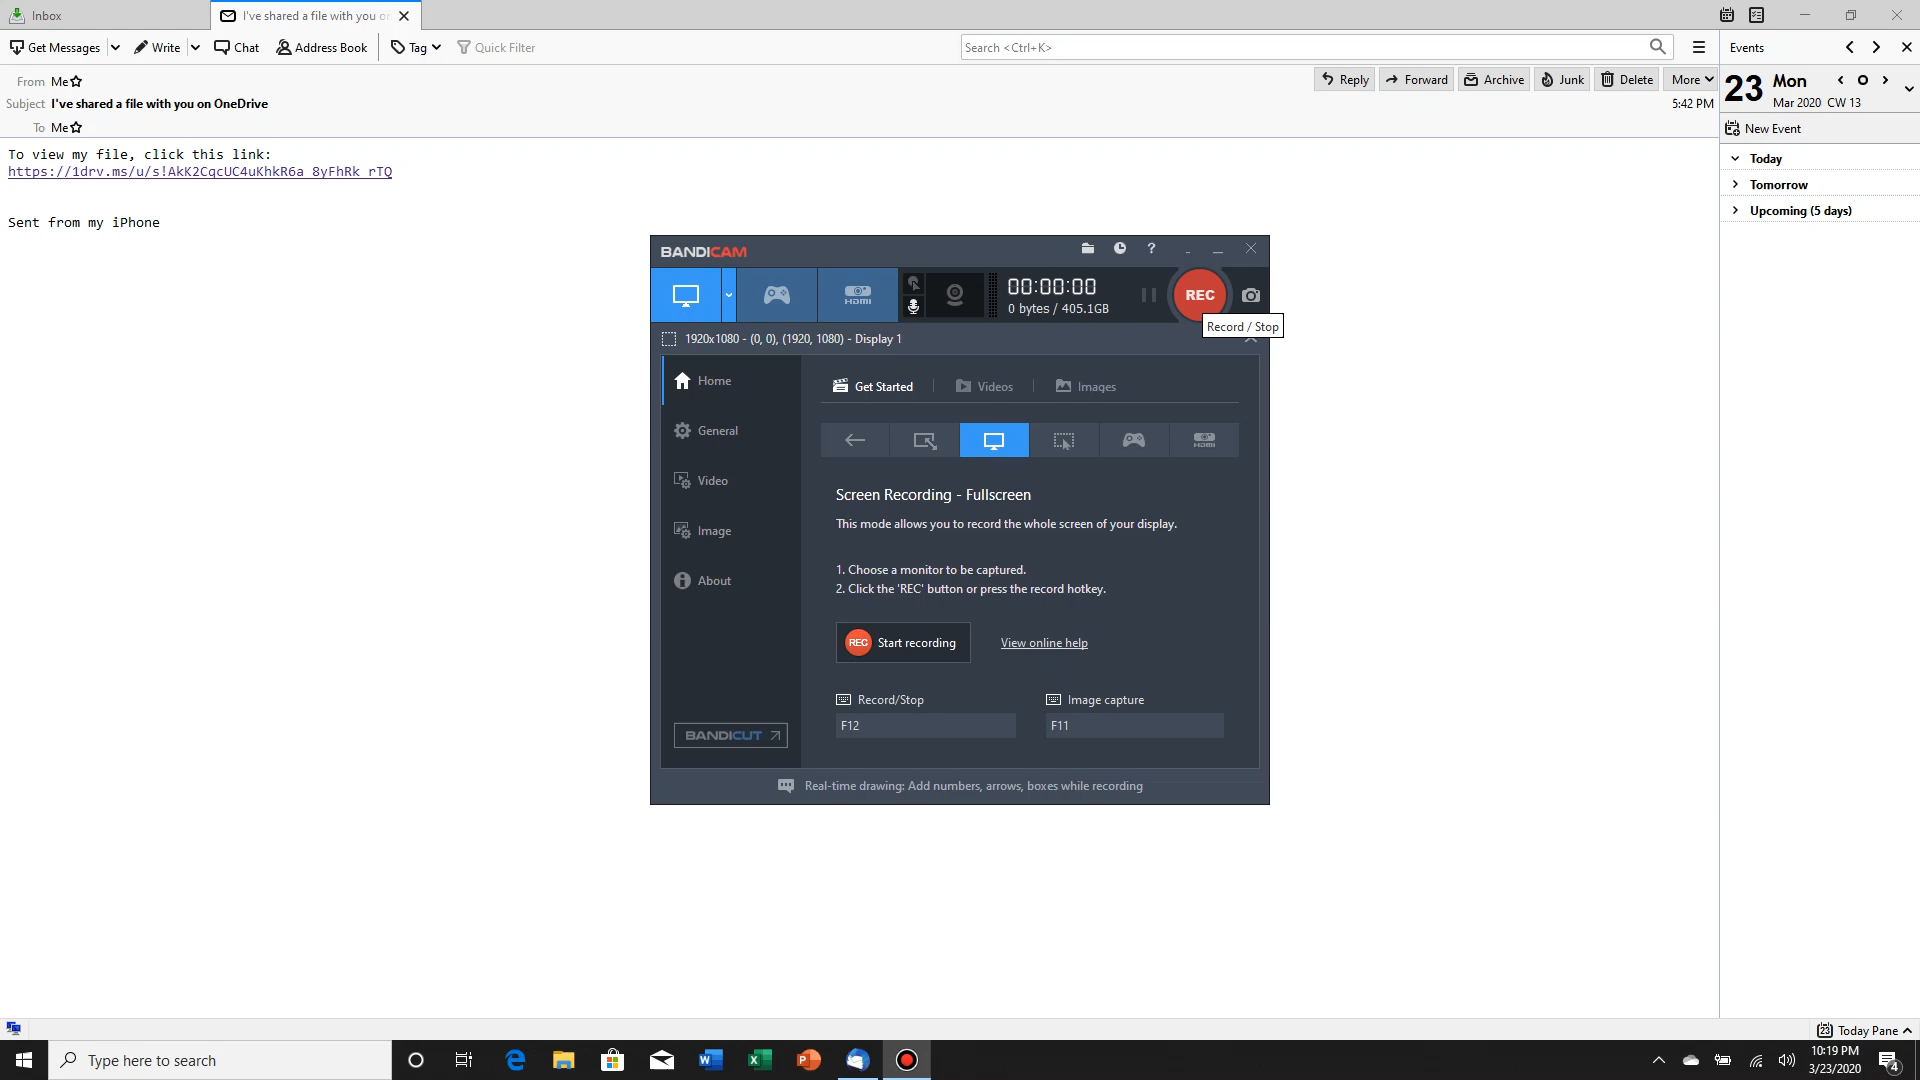 Inbox
I've shared a file with you on
Get Messages
Write
Chat
Address Book
Tag
Quick Filter
Search <Ctrl+K>
Events
From Me
Reply
Forward
Archive
Junk
Delete
More
Subject I've shared a file with you on OneDrive
5:42 PM
To Me
23
Mon
Mar 2020 CW 13
New Event
Today
Tomorrow
Upcoming (5 days)
To view my file, click this link:
https://1drv.ms/u/s!AkK2CqcUC4uKhkR6a_8yFhRk_rTQ
Sent from my iPhone
BANDICAM
?
HDMI
00:00:00
0 bytes / 405.1GB
REC
Record / Stop
1920x1080 - (0, 0), (1920, 1080) - Display 1
Home
General
Video
Image
About
BANDICUT
Get Started
Videos
Images
HDMI
Screen Recording - Fullscreen
This mode allows you to record the whole screen of your display.
1. Choose a monitor to be captured.
2. Click the 'REC' button or press the record hotkey.
REC Start recording
View online help
Record/Stop
Image capture
F12
F11
Real-time drawing: Add numbers, arrows, boxes while recording
23 Today Pane
Type here to search
10:19 PM
3/23/2020
4